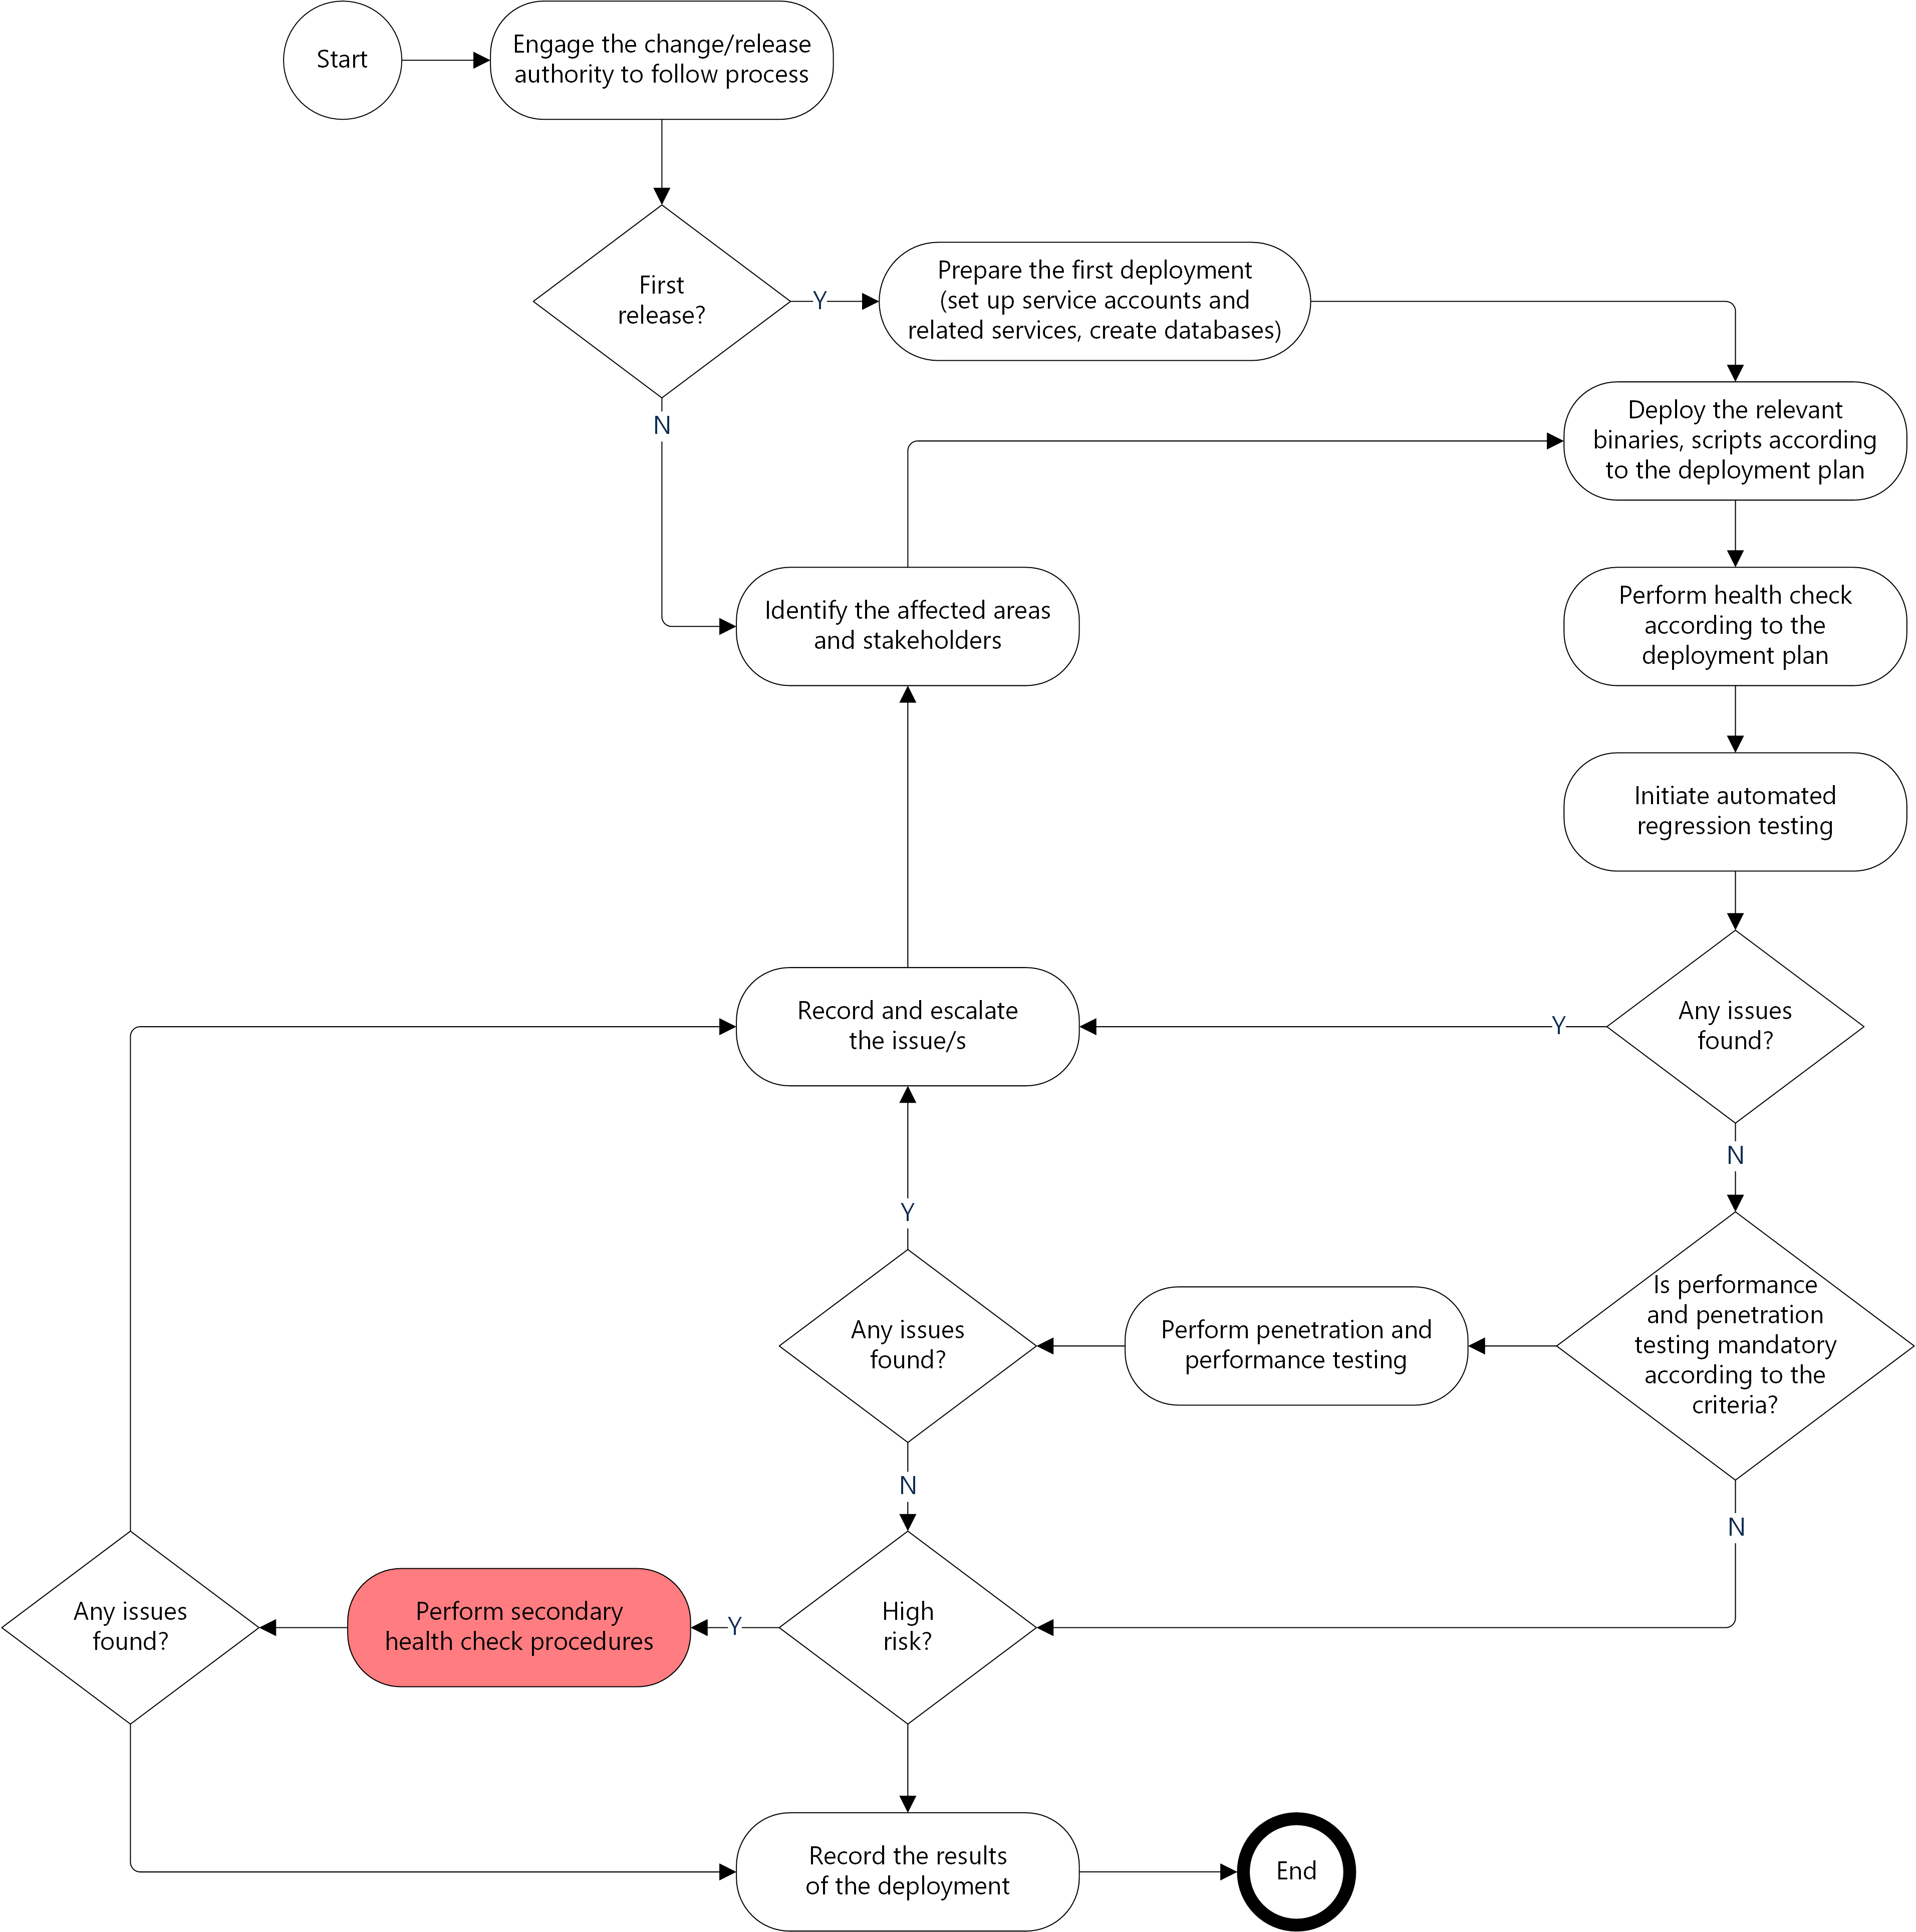 Start
Engage the change/release
authority to follow process
First
release?
Y
Prepare the first deployment
(set up service accounts and
related services, create databases)
N
Deploy the relevant
binaries, scripts according
to the deployment plan
Identify the affected areas
and stakeholders
Perform health check
according to the
deployment plan
Initiate automated
regression testing
Record and escalate
the issue/s
Y
Any issues
found?
N
Y
Any issues
found?
Perform penetration and
performance testing
Is performance
and penetration
testing mandatory
according to the
criteria?
N
N
Any issues
found?
Perform secondary
health check procedures
Y
High
risk?
Record the results
of the deployment
End